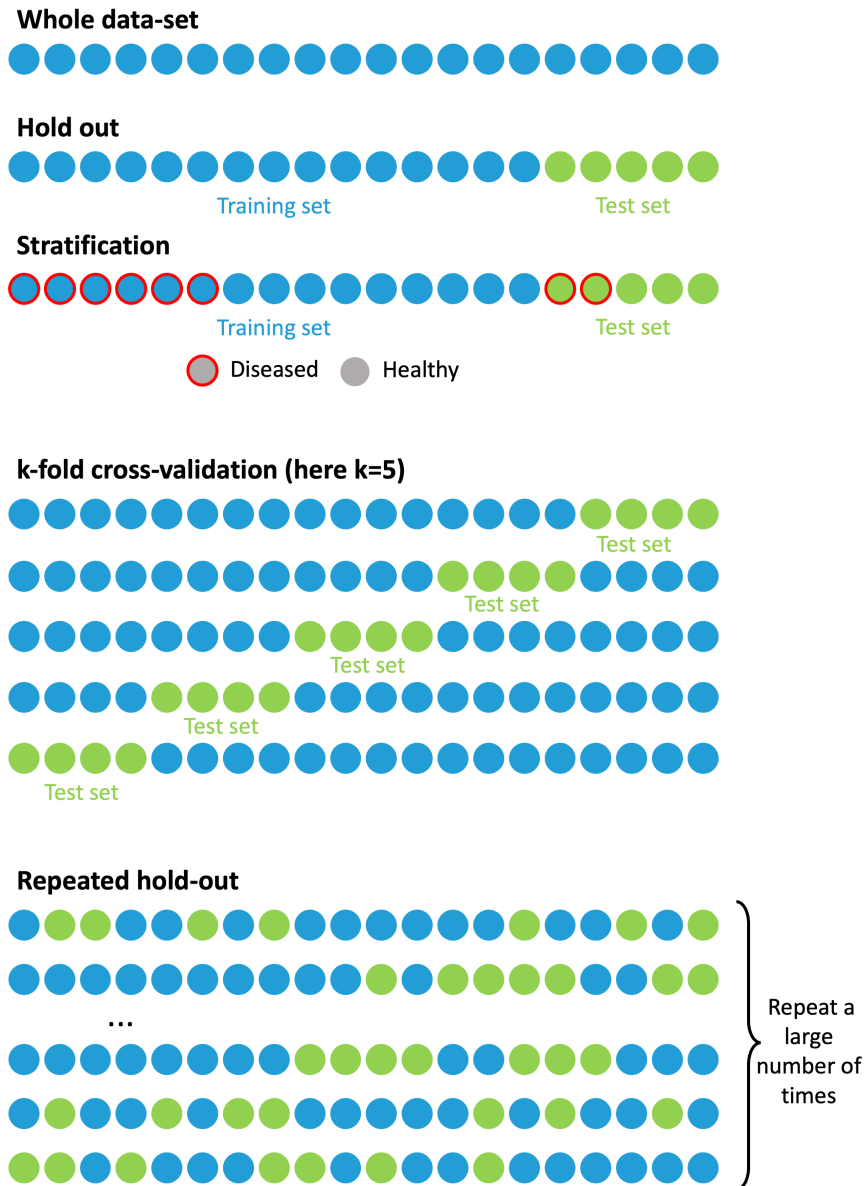 Whole data-set
Hold out
Training set
Test set
Stratification
Training set
Test set
Diseased
Healthy
k-fold cross-validation (here k=5)
Test set
Test set
Test set
Test set
Test set
Repeated hold-out
...
Repeat a
large
number of
times